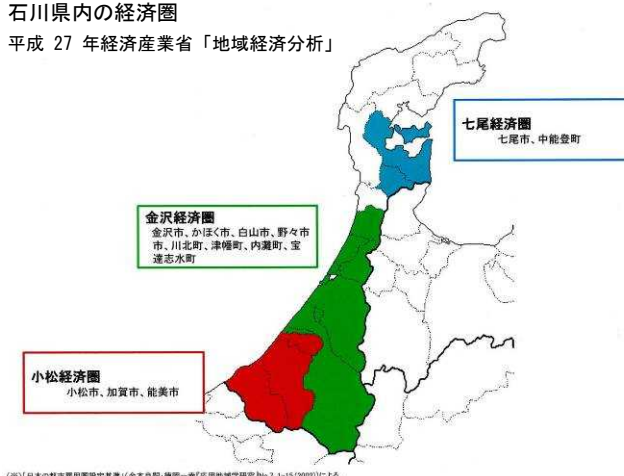 石川県内の経済圏
平成 27 年経済産業省「地域経済分析」
七尾経済圏
七尾市、中能登町
金沢経済圏
金沢市、かほく市、白山市、野々市
市、川北町、津幡町、内灘町、宝
達志水町
小松経済圏
小松市、加賀市、能美市